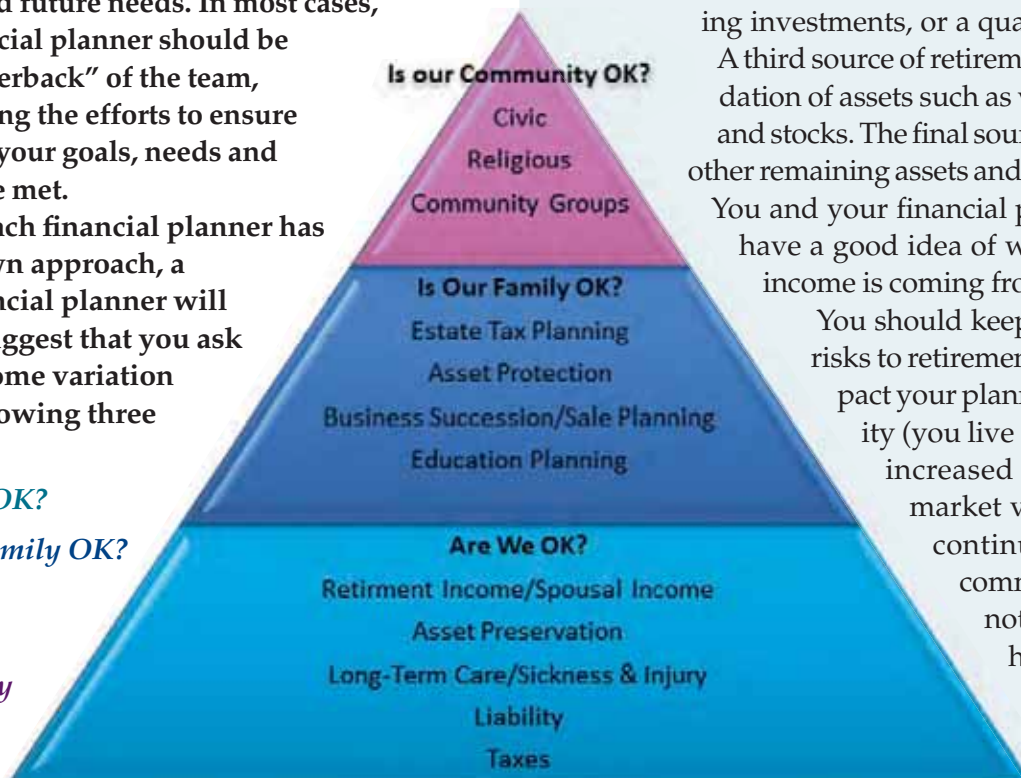 d future needs. In most cases,
cial planner should be
erback” of the team,
ng the efforts to ensure
your goals, needs and
e met.
ach financial planner has
wn approach, a
ncial planner will
ggest that you ask
ome variation
owing three
OK?
mily OK?
y
Is our Community OK?
Civic
Religious
Community Groups
Is Our Family OK?
Estate Tax Planning
Asset Protection
Business Succession/Sale Planning
Education Planning
Are We OK?
Retirment Income/Spousal Income
Asset Preservation
Long-Term Care/Sickness & Injury
Liability
Taxes
ing investments, or a qua
A third source of retirem
dation of assets such as v
and stocks. The final sour
other remaining assets and
You and your financial p
have a good idea of w
income is coming fro
You should keep
risks to retiremen
pact your plann
ity (you live
increased
market v
continu
comm
not
h